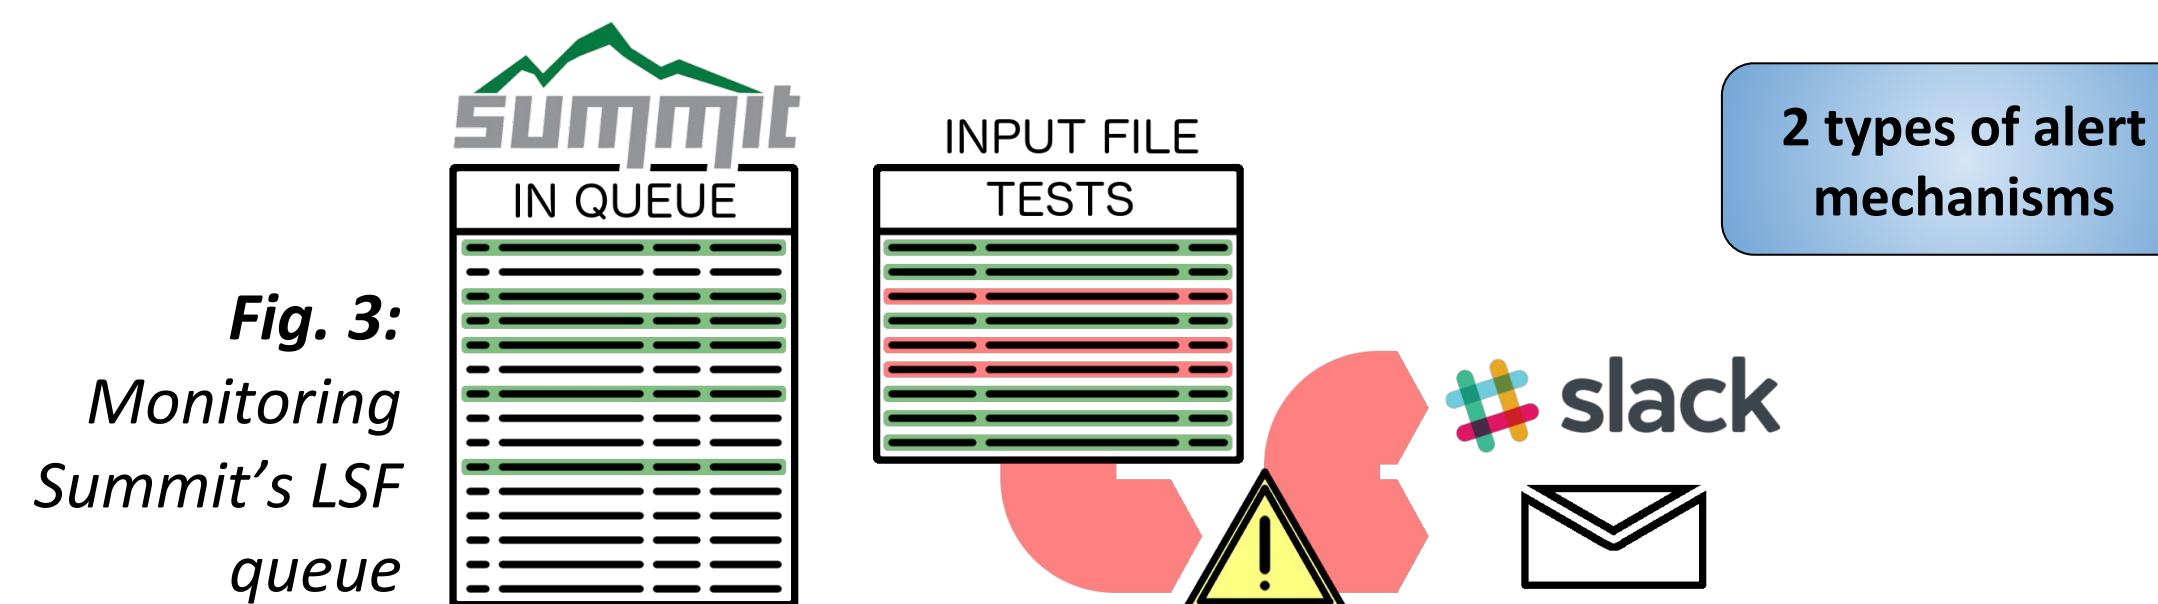 summit
IN QUEUE
INPUT FILE
TESTS
2 types of alert
mechanisms
Fig. 3:
Monitoring
Summit's LSF
queue
slack